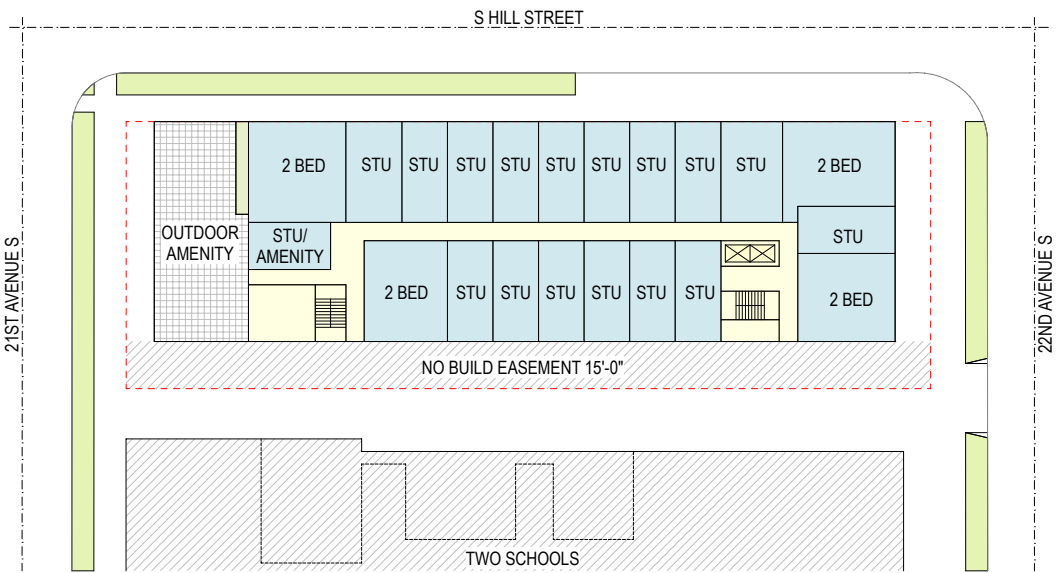 S HILL STREET
2 BED
STU
STU
STU
STU
STU
STU
STU
STU
STU
2 BED
OUTDOOR
AMENITY
STU/
AMENITY
STU
2 BED
STU
STU
STU
STU
STU
STU
2 BED
NO BUILD EASEMENT 15'-0"
21ST AVENUE S
22ND AVENUE S
TWO SCHOOLS